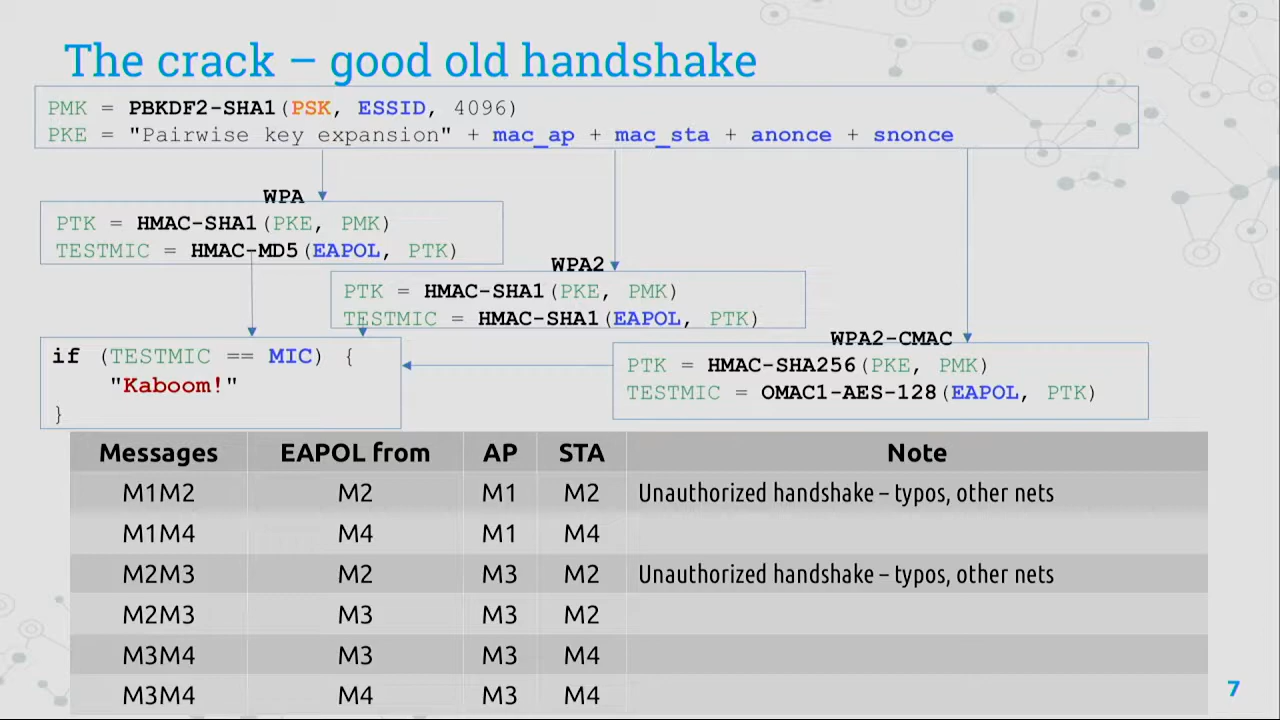 The crack – good old handshake
PMK = PBKDF2-SHA1(PSK, ESSID, 4096)
PKE = "Pairwise key expansion" + mac_ap + mac_sta + anonce + snonce
WPA
PTK = HMAC-SHA1(PKE, PMK)
TESTMIC = HMAC-MD5(EAPOL, PTK)
WPA2
PTK = HMAC-SHA1(PKE, PMK)
TESTMIC = HMAC-SHA1(EAPOL, PTK)
WPA2-CMAC
PTK = HMAC-SHA256(PKE, PMK)
TESTMIC = OMAC1-AES-128(EAPOL, PTK)
if (TESTMIC == MIC) {
"Kaboom!"
}
Messages EAPOL from AP STA Note
M1M2 M2 M1 M2 Unauthorized handshake – typos, other nets
M1M4 M4 M1 M4
M2M3 M2 M3 M2 Unauthorized handshake – typos, other nets
M2M3 M3 M3 M2
M3M4 M3 M3 M4
M3M4 M4 M3 M4
7